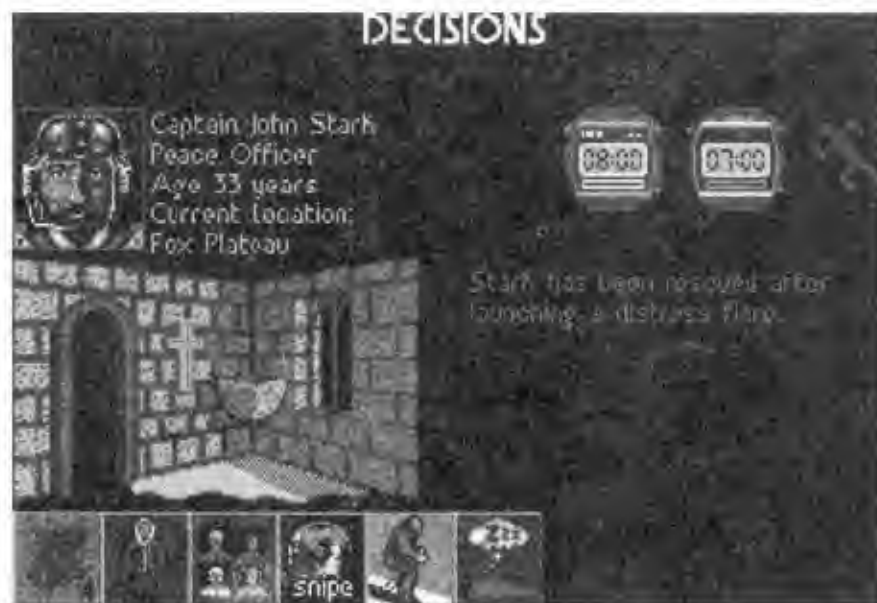 DECISIONS
Captain John Stark
Peace Officer
Age 33 years
Current Location:
Fox Plateau
08:00
07:00
Stark has been rescued after
launching a distress flare.
snipe
Zzz